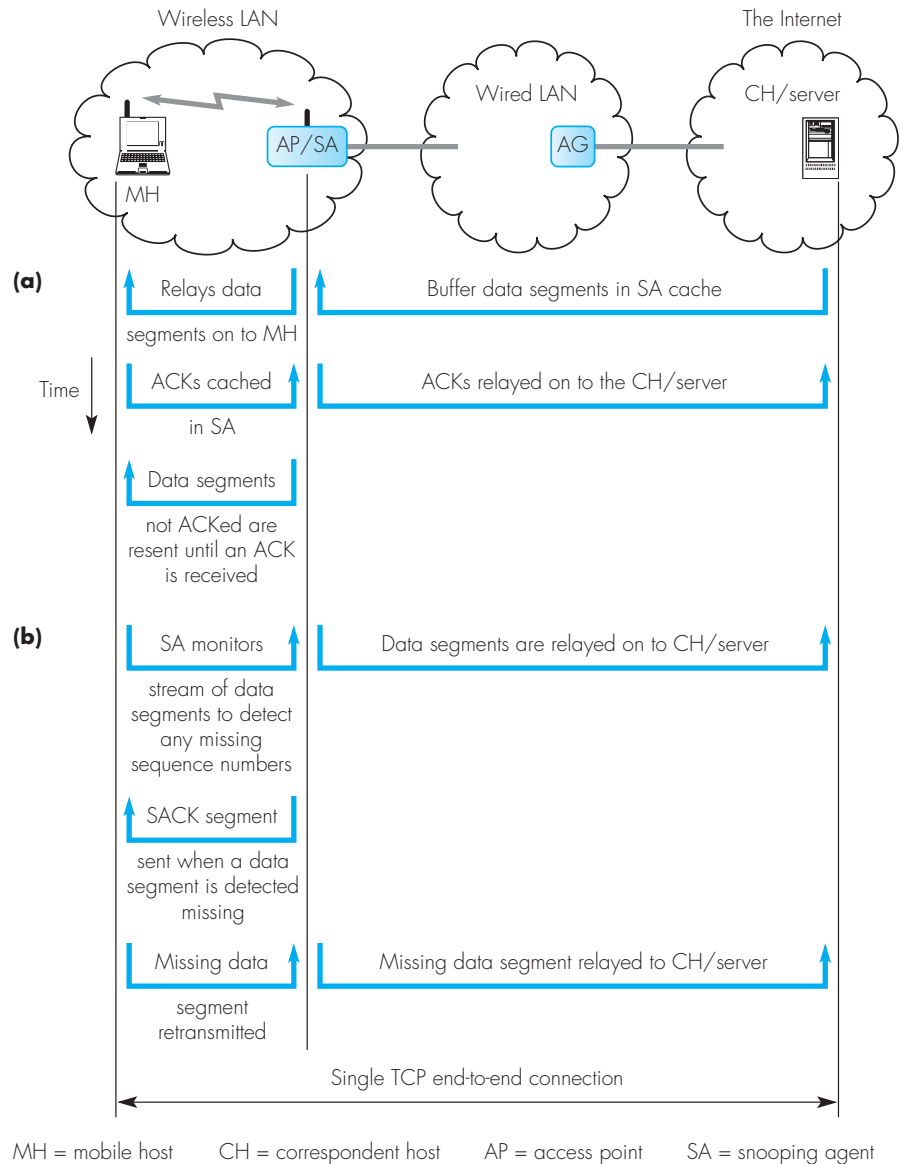 Wireless LAN
The Internet
Wired LAN
CH/server
AP/SA
AG
MH
(a)
Relays data
segments on to MH
Buffer data segments in SA cache
Time
ACKs cached
in SA
ACKs relayed on to the CH/server
Data segments
not ACKed are
resent until an ACK
is received
(b)
SA monitors
stream of data
segments to detect
any missing
sequence numbers
Data segments are relayed on to CH/server
SACK segment
sent when a data
segment is detected
missing
Missing data
segment
retransmitted
Missing data segment relayed to CH/server
Single TCP end-to-end connection
MH = mobile host CH = correspondent host AP = access point SA = snooping agent